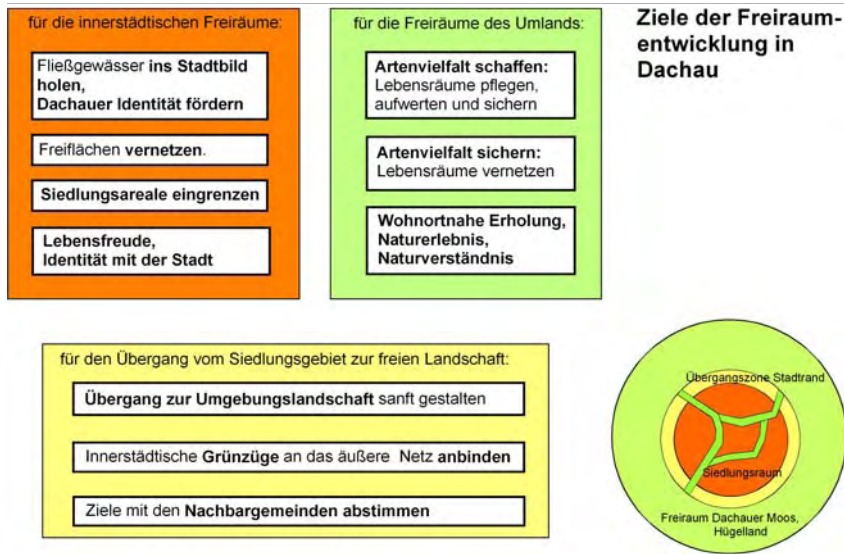 für die innerstädtischen Freiräume:
Fließgewässer ins Stadtbild
holen,
Dachauer Identität fördern
Freiflächen vernetzen.
Siedlungsareale eingrenzen
Lebensfreude,
Identität mit der Stadt
für die Freiräume des Umlands:
Artenvielfalt schaffen:
Lebensräume pflegen,
aufwerten und sichern
Artenvielfalt sichern:
Lebensräume vernetzen
Wohnortnahe Erholung,
Naturerlebnis,
Naturverständnis
Ziele der Freiraum-
entwicklung in
Dachau
für den Übergang vom Siedlungsgebiet zur freien Landschaft:
Übergang zur Umgebungslandschaft sanft gestalten
Innerstädtische Grünzüge an das äußere Netz anbinden
Ziele mit den Nachbargemeinden abstimmen
Übergangszone Stadtrand
Siedlungsraum
Freiraum Dachauer Moos,
Hügelland